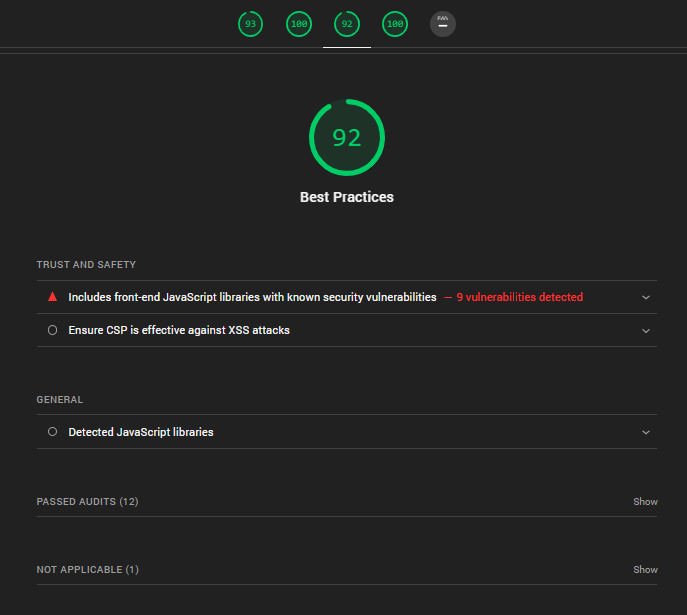 93 100 92 100
92
Best Practices
TRUST AND SAFETY
Includes front-end JavaScript libraries with known security vulnerabilities — 9 vulnerabilities detected
Ensure CSP is effective against XSS attacks
GENERAL
Detected JavaScript libraries
PASSED AUDITS (12) Show
NOT APPLICABLE (1) Show